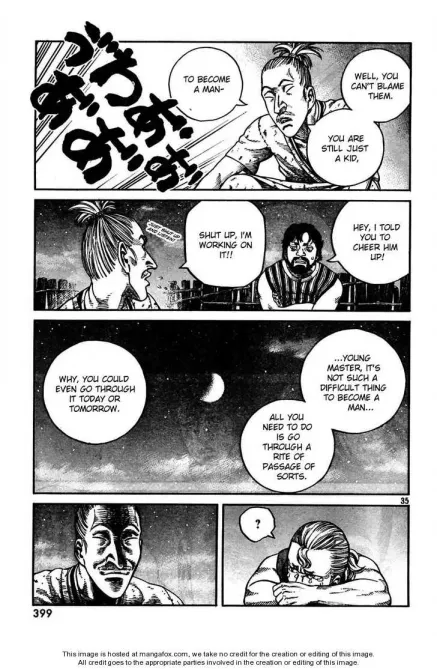 WELL, YOU
CAN'T BLAME
THEM.
YOU ARE
STILL JUST
A KID,
TO BECOME
A MAN-
HEY, I TOLD
YOU TO
CHEER HIM
UP!
SHUT UP, I'M
WORKING ON
IT!!
...YOUNG
MASTER, IT'S
NOT SUCH A
DIFFICULT THING
TO BECOME A
MAN...
ALL YOU
NEED TO DO
IS GO
THROUGH A
RITE OF
PASSAGE OF
SORTS.
WHY, YOU COULD
EVEN GO THROUGH
IT TODAY OR
TOMORROW.
35
?
399
This image is hosted at mangafox.com, we take no credit for the creation or editing of this image.
All credit goes to the appropriate parties involved in the creation or editing of this image.